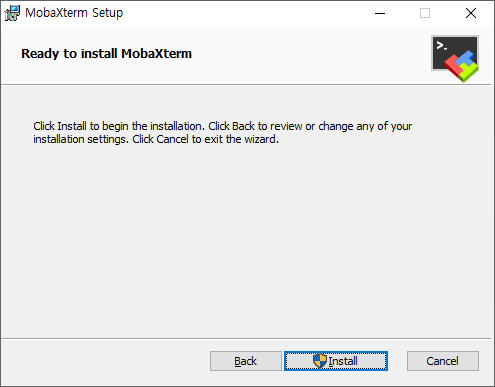 MobaXterm Setup
Ready to install MobaXterm
>_
Click Install to begin the installation. Click Back to review or change any of your
installation settings. Click Cancel to exit the wizard.
Back
Install
Cancel